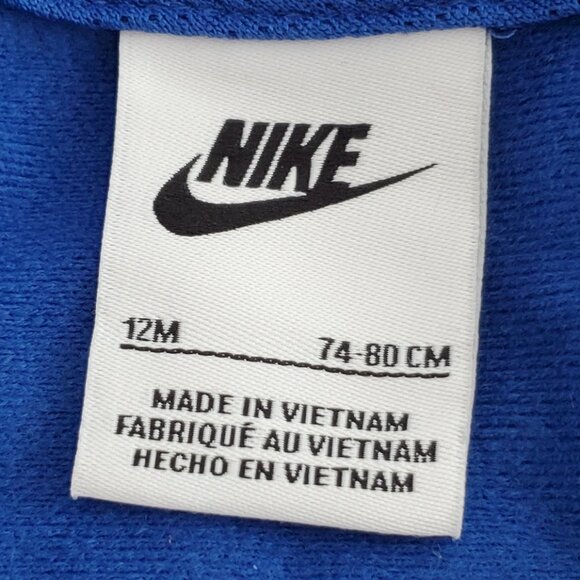 NIKE
12M 74-80 CM
MADE IN VIETNAM
FABRIQUÉ AU VIETNAM
HECHO EN VIETNAM